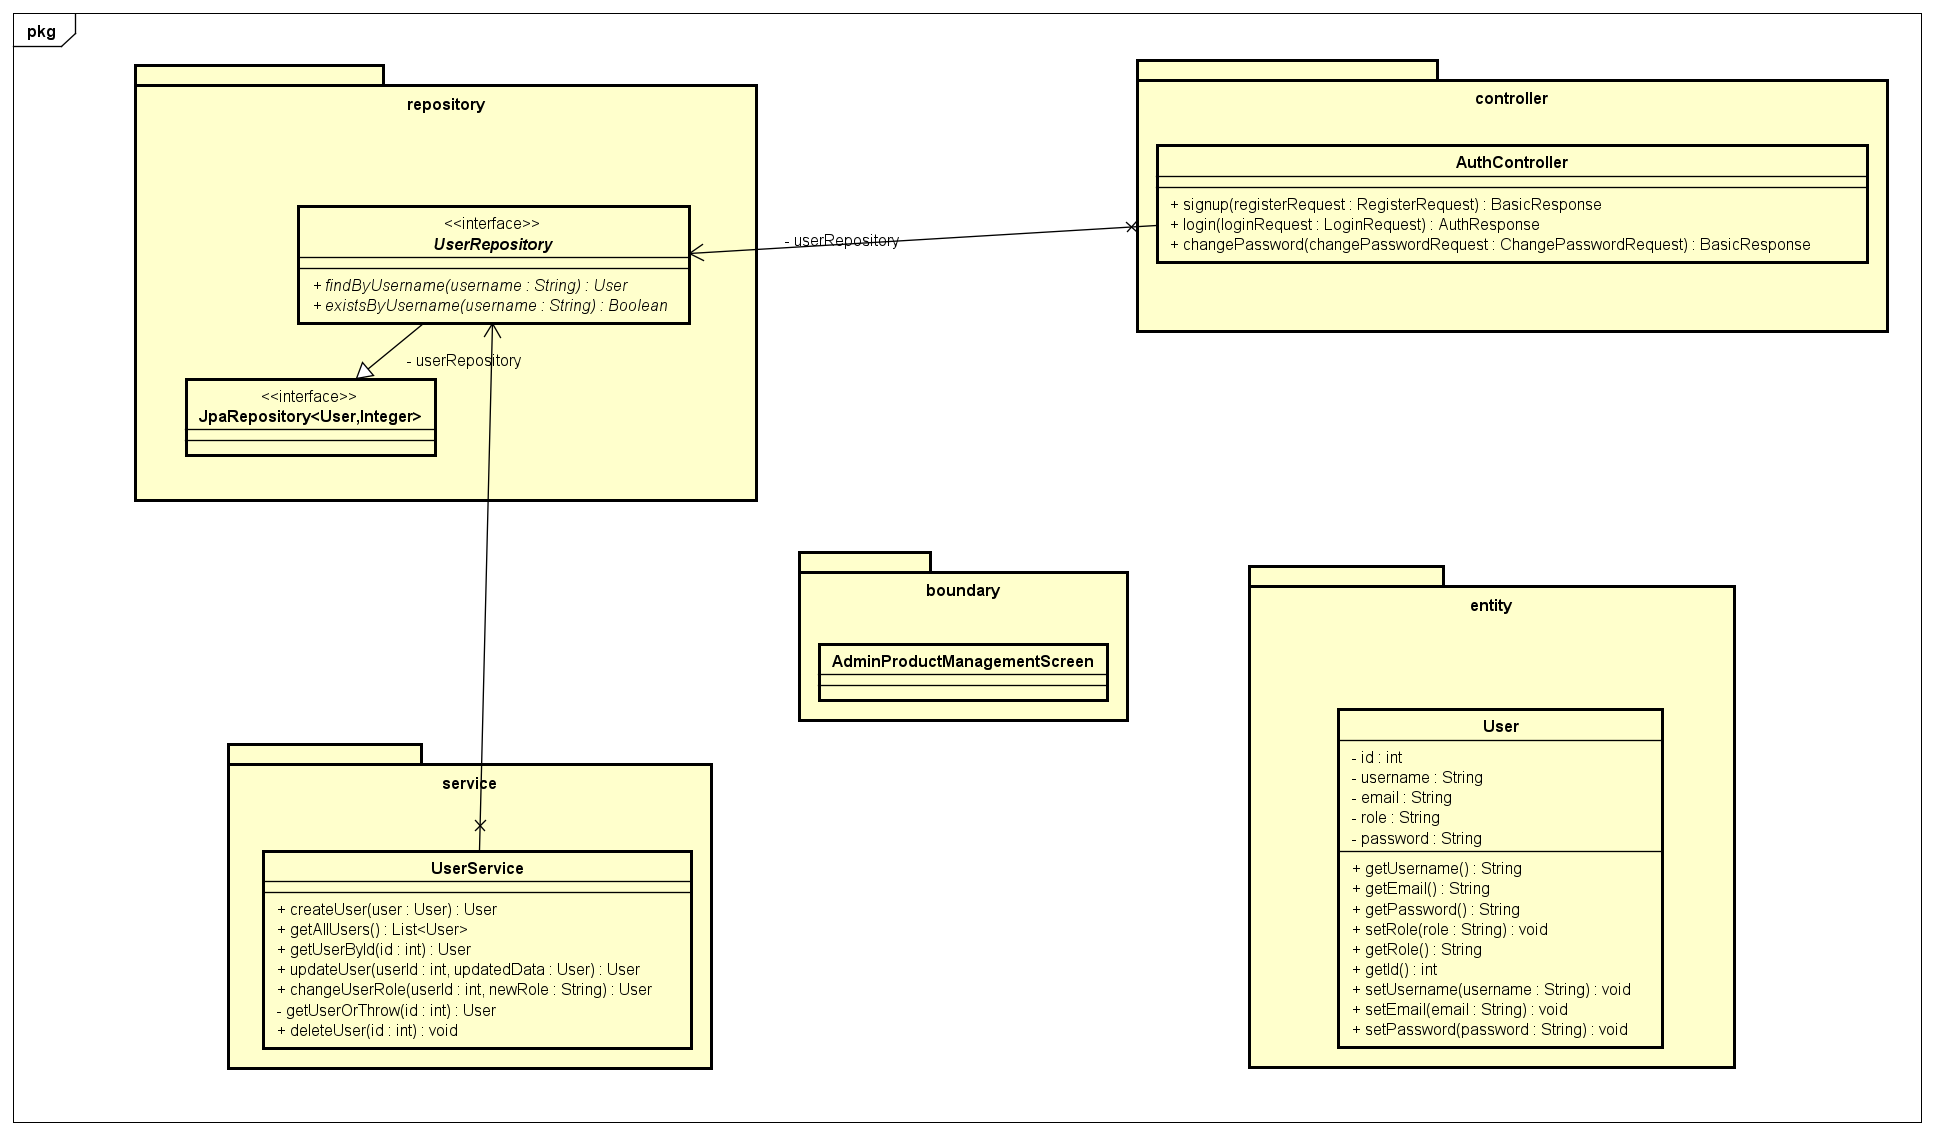 pkg
repository
<<interface>>
UserRepository
+ findByUsername(username : String) : User
+ existsByUsername(username : String) : Boolean
- userRepository
<<interface>>
JpaRepository<User,Integer>
- userRepository
controller
AuthController
+ signup(registerRequest : RegisterRequest) : BasicResponse
+ login(loginRequest : LoginRequest) : AuthResponse
+ changePassword(changePasswordRequest : ChangePasswordRequest) : BasicResponse
boundary
AdminProductManagementScreen
service
UserService
+ createUser(user : User) : User
+ getAllUsers() : List<User>
+ getUserById(id : int) : User
+ updateUser(userId : int, updatedData : User) : User
+ changeUserRole(userId : int, newRole : String) : User
- getUserOrThrow(id : int) : User
+ deleteUser(id : int) : void
entity
User
- id : int
- username : String
- email : String
- role : String
- password : String
+ getUsername() : String
+ getEmail() : String
+ getPassword() : String
+ setRole(role : String) : void
+ getRole() : String
+ getId() : int
+ setUsername(username : String) : void
+ setEmail(email : String) : void
+ setPassword(password : String) : void